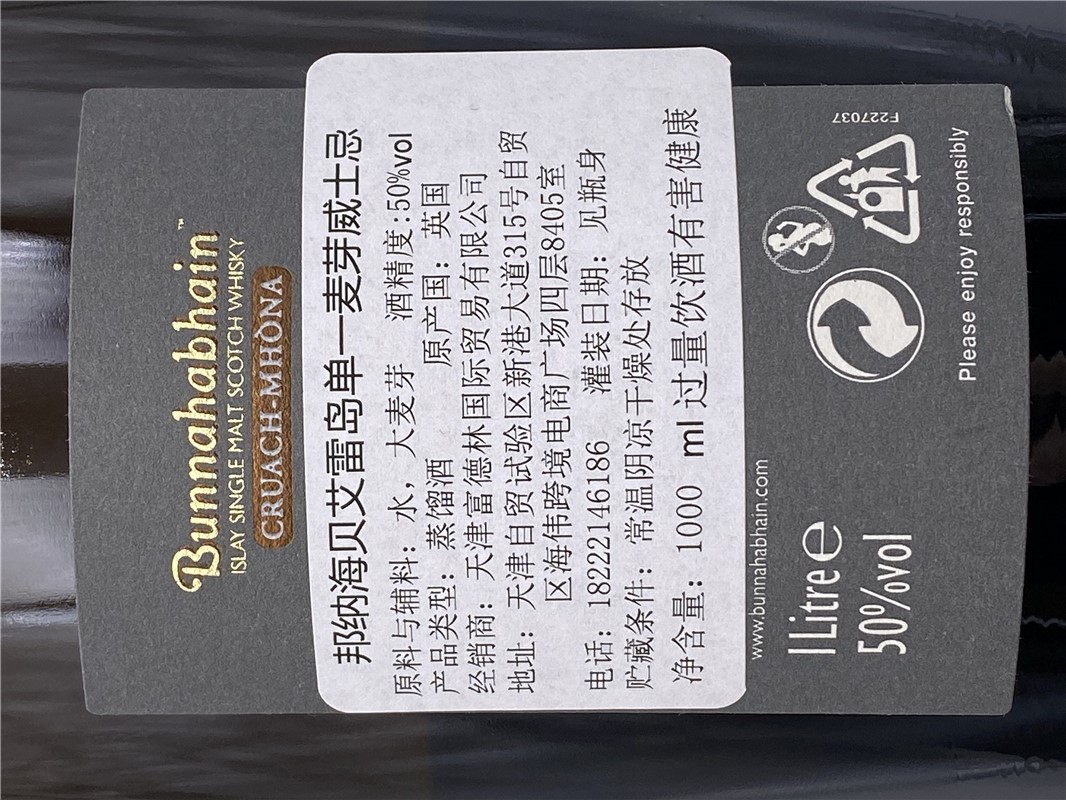 Bunnahabhain™
ISLAY SINGLE MALT SCOTCH WHISKY
CRUACH-MHÒNA
邦纳海贝艾雷岛单一麦芽威士忌
原料与辅料：水，大麦芽 酒精度:50%vol
产品类型：蒸馏酒 原产国：英国
经销商：天津富德林国际贸易有限公司
地址：天津自贸试验区新港大道315号自贸
区海伟跨境电商广场四层8405室
电话：18222146186 灌装日期：见瓶身
贮藏条件：常温阴凉干燥处存放
净含量：1000 ml 过量饮酒有害健康
www.bunnahabhain.com
1 Litre ℮
50%vol
F227037
Please enjoy responsibly